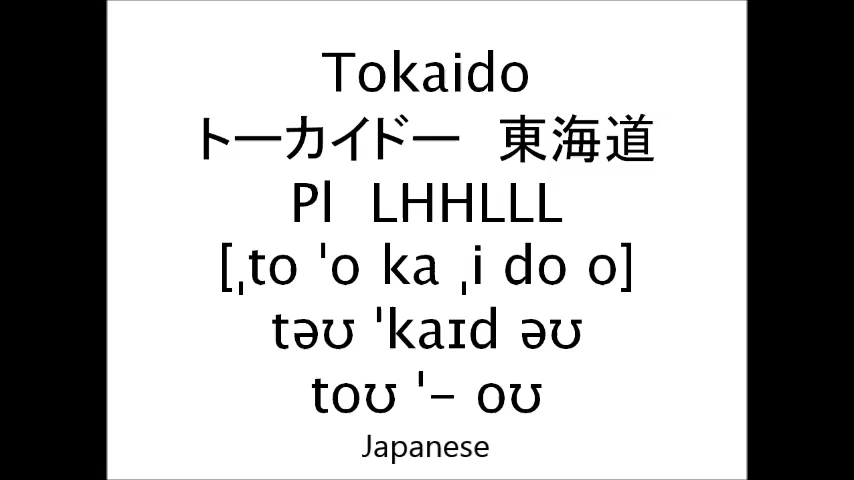 Tokaido
トーカイドー 東海道
Pl LHHLLL
[ˌto ˈo ka ˌi do o]
təʊ ˈkaɪd əʊ
toʊ ˈ– oʊ
Japanese